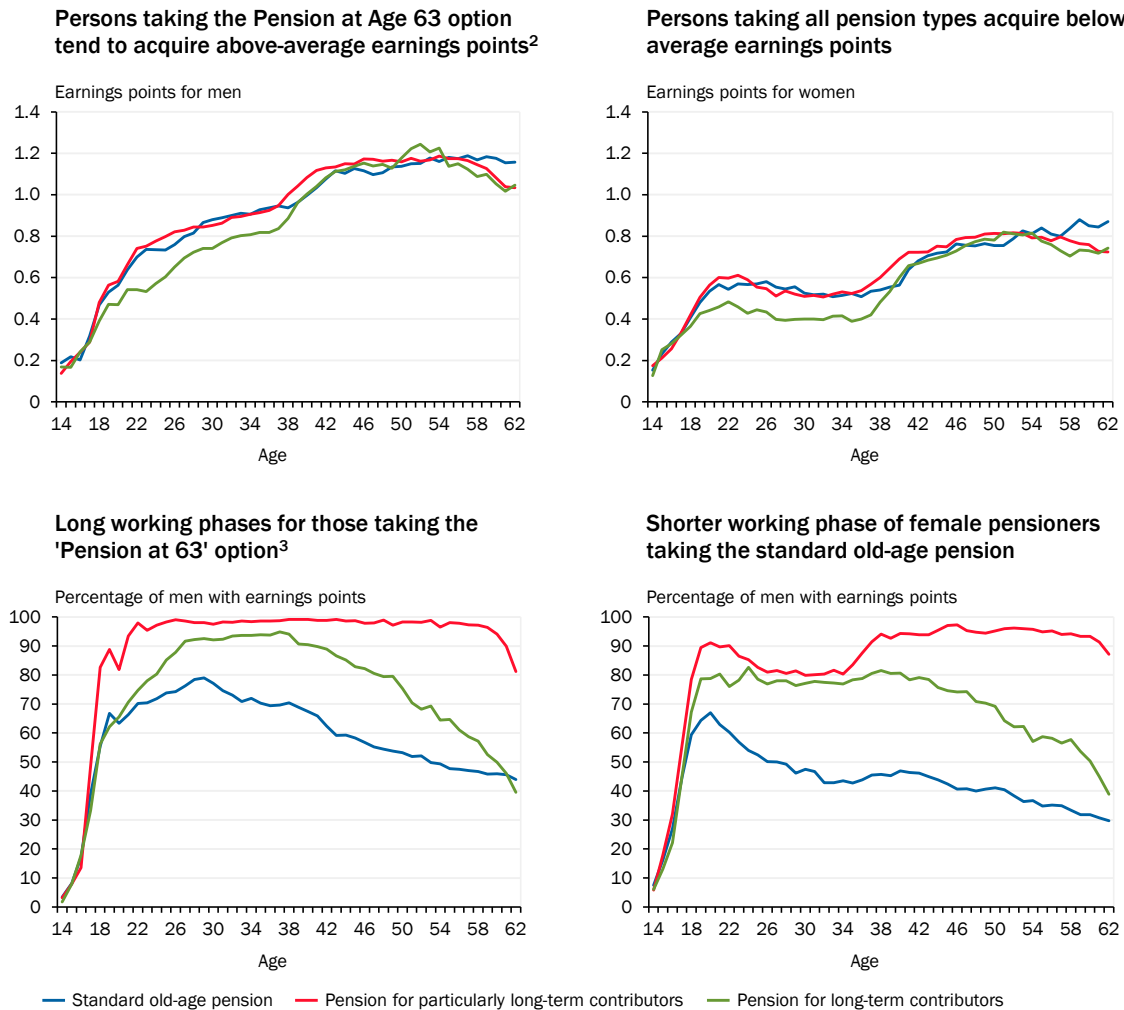 Persons taking the Pension at Age 63 option
tend to acquire above-average earnings points²
Earnings points for men
1.4
1.2
1.0
0.8
0.6
0.4
0.2
0
14 18 22 26 30 34 38 42 46 50 54 58 62
Age
Persons taking all pension types acquire below
average earnings points
Earnings points for women
1.4
1.2
1.0
0.8
0.6
0.4
0.2
0
14 18 22 26 30 34 38 42 46 50 54 58 62
Age
Long working phases for those taking the
'Pension at 63' option³
Percentage of men with earnings points
100
90
80
70
60
50
40
30
20
10
0
14 18 22 26 30 34 38 42 46 50 54 58 62
Age
Shorter working phase of female pensioners
taking the standard old-age pension
Percentage of men with earnings points
100
90
80
70
60
50
40
30
20
10
0
14 18 22 26 30 34 38 42 46 50 54 58 62
Age
Standard old-age pension Pension for particularly long-term contributors Pension for long-term contributors